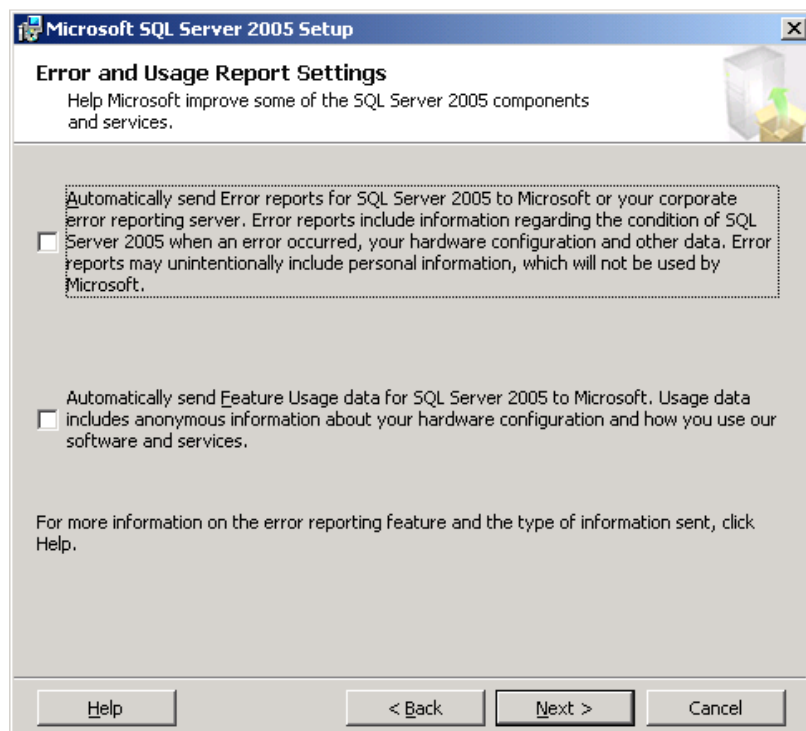 Microsoft SQL Server 2005 Setup
Error and Usage Report Settings
Help Microsoft improve some of the SQL Server 2005 components
and services.
Automatically send Error reports for SQL Server 2005 to Microsoft or your corporate
error reporting server. Error reports include information regarding the condition of SQL
Server 2005 when an error occurred, your hardware configuration and other data. Error
reports may unintentionally include personal information, which will not be used by
Microsoft.
Automatically send Feature Usage data for SQL Server 2005 to Microsoft. Usage data
includes anonymous information about your hardware configuration and how you use our
software and services.
For more information on the error reporting feature and the type of information sent, click
Help.
Help
< Back
Next >
Cancel